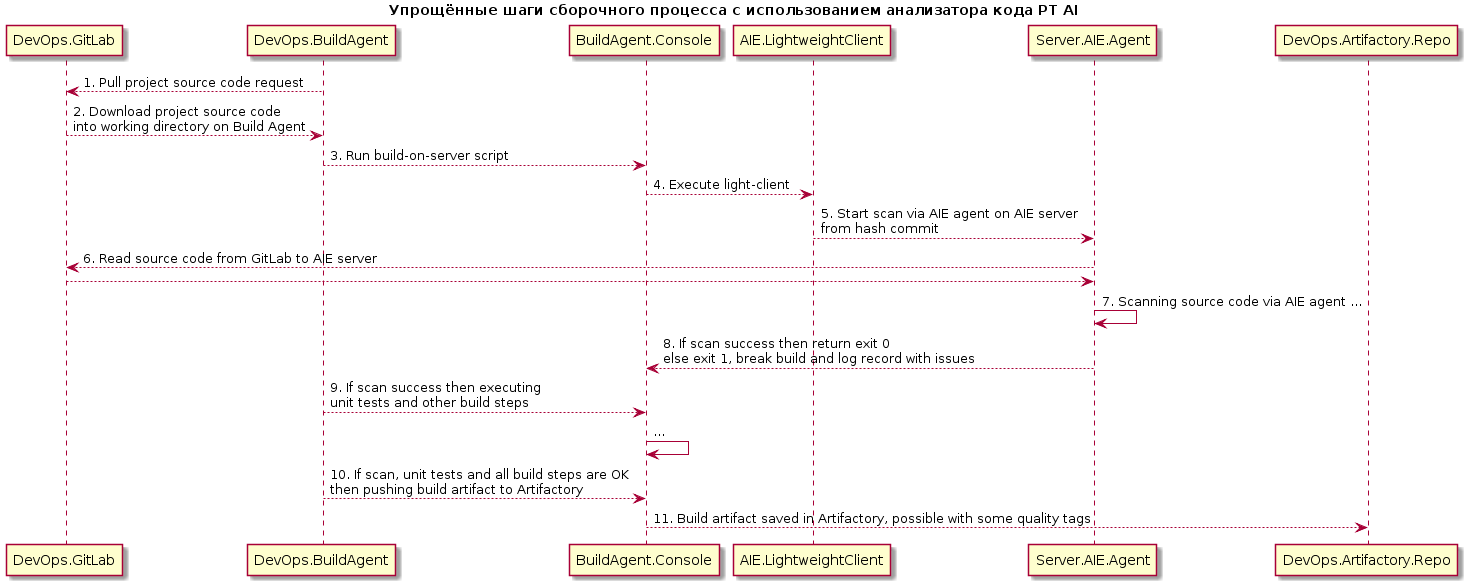 Упрощённые шаги сборочного процесса с использованием анализатора кода PT AI
DevOps.GitLab
DevOps.BuildAgent
BuildAgent.Console
AIE.LightweightClient
Server.AIE.Agent
DevOps.Artifactory.Repo
1. Pull project source code request
2. Download project source code
into working directory on Build Agent
3. Run build-on-server script
4. Execute light-client
5. Start scan via AIE agent on AIE server
from hash commit
6. Read source code from GitLab to AIE server
7. Scanning source code via AIE agent ...
8. If scan success then return exit 0
else exit 1, break build and log record with issues
9. If scan success then executing
unit tests and other build steps
...
10. If scan, unit tests and all build steps are OK
then pushing build artifact to Artifactory
11. Build artifact saved in Artifactory, possible with some quality tags
DevOps.GitLab
DevOps.BuildAgent
BuildAgent.Console
AIE.LightweightClient
Server.AIE.Agent
DevOps.Artifactory.Repo